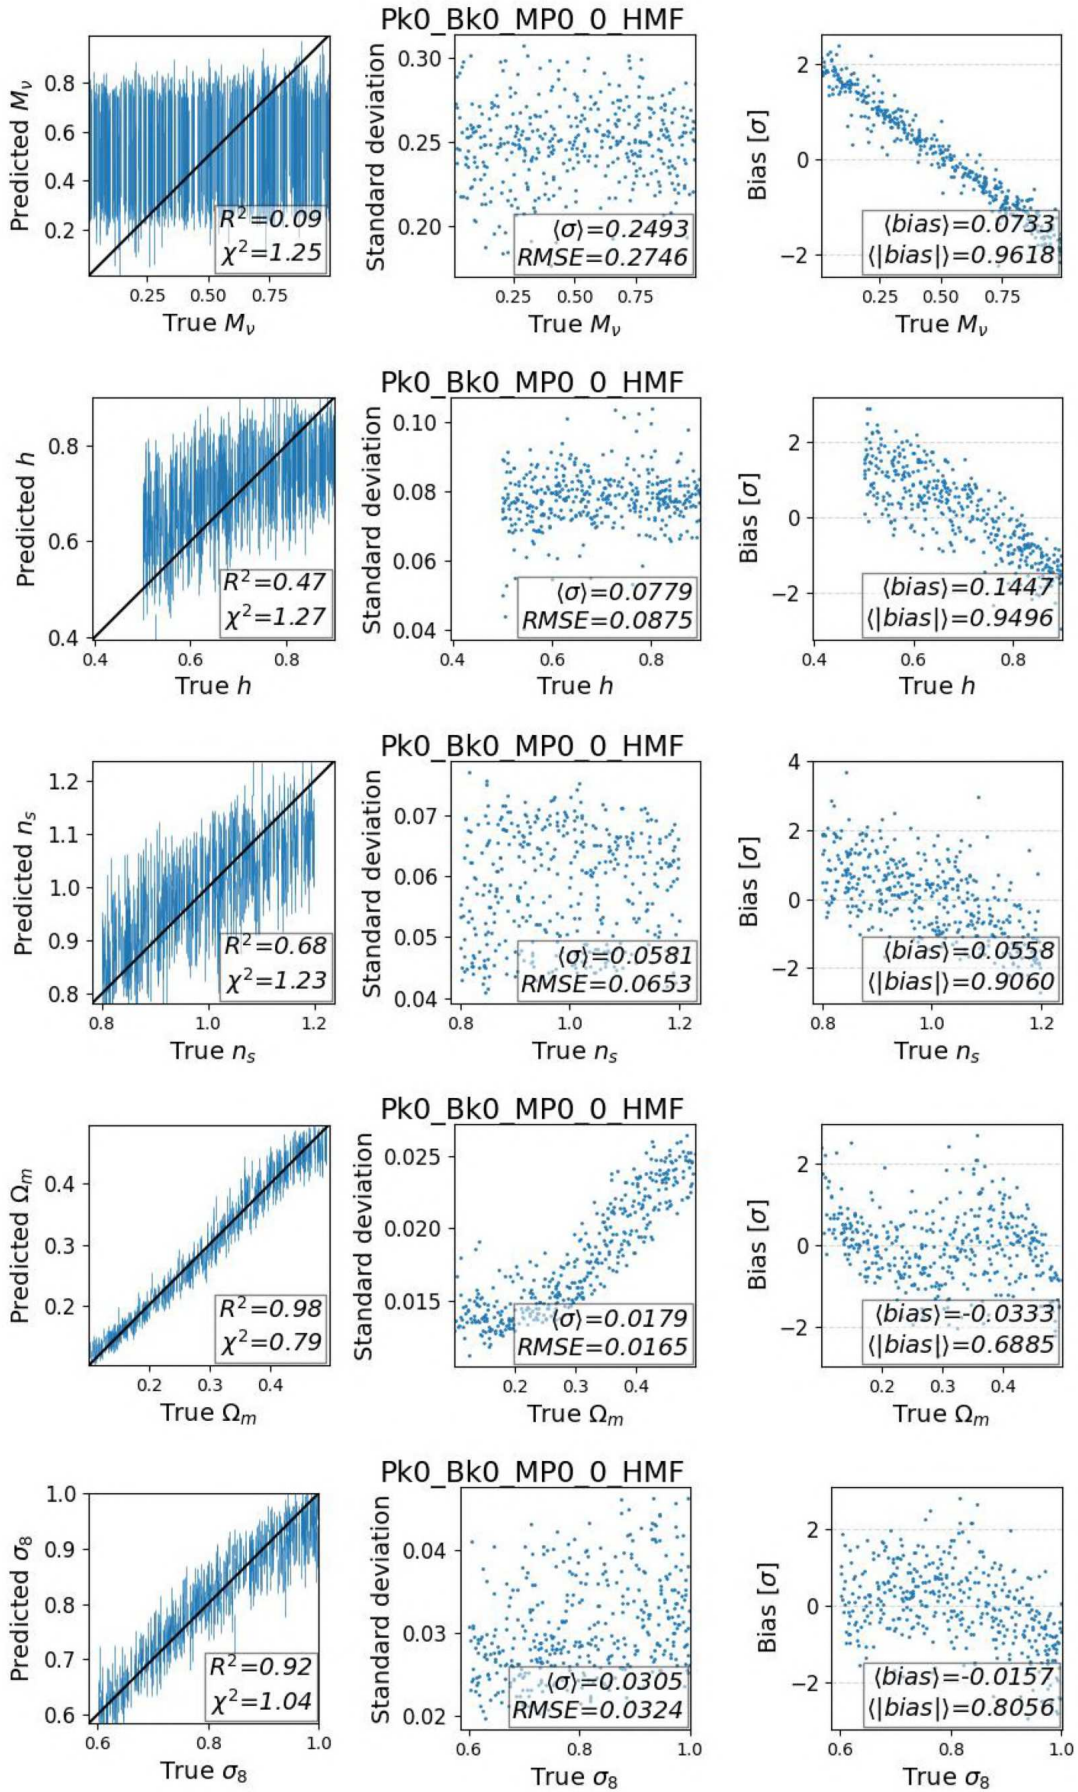 Pk0_Bk0_MP0_0_HMF
Predicted Mν
0.8
0.6
0.4
0.2
R²=0.09
χ²=1.25
0.25 0.50 0.75
True Mν
Standard deviation
0.30
0.25
0.20
⟨σ⟩=0.2493
RMSE=0.2746
0.25 0.50 0.75
True Mν
Bias [σ]
2
0
−2
⟨bias⟩=0.0733
⟨|bias|⟩=0.9618
0.25 0.50 0.75
True Mν
Pk0_Bk0_MP0_0_HMF
Predicted h
0.8
0.6
0.4
R²=0.47
χ²=1.27
0.4 0.6 0.8
True h
Standard deviation
0.10
0.08
0.06
0.04
⟨σ⟩=0.0779
RMSE=0.0875
0.4 0.6 0.8
True h
Bias [σ]
2
0
−2
⟨bias⟩=0.1447
⟨|bias|⟩=0.9496
0.4 0.6 0.8
True h
Pk0_Bk0_MP0_0_HMF
Predicted ns
1.2
1.1
1.0
0.9
0.8
R²=0.68
χ²=1.23
0.8 1.0 1.2
True ns
Standard deviation
0.07
0.06
0.05
0.04
⟨σ⟩=0.0581
RMSE=0.0653
0.8 1.0 1.2
True ns
Bias [σ]
4
2
0
−2
⟨bias⟩=0.0558
⟨|bias|⟩=0.9060
0.8 1.0 1.2
True ns
Pk0_Bk0_MP0_0_HMF
Predicted Ωm
0.4
0.3
0.2
R²=0.98
χ²=0.79
0.2 0.3 0.4
True Ωm
Standard deviation
0.025
0.020
0.015
⟨σ⟩=0.0179
RMSE=0.0165
0.2 0.3 0.4
True Ωm
Bias [σ]
2
0
−2
⟨bias⟩=-0.0333
⟨|bias|⟩=0.6885
0.2 0.4
True Ωm
Pk0_Bk0_MP0_0_HMF
Predicted σ8
1.0
0.9
0.8
0.7
0.6
R²=0.92
χ²=1.04
0.6 0.8 1.0
True σ8
Standard deviation
0.04
0.03
0.02
⟨σ⟩=0.0305
RMSE=0.0324
0.6 0.8 1.0
True σ8
Bias [σ]
2
0
−2
⟨bias⟩=-0.0157
⟨|bias|⟩=0.8056
0.6 0.8 1.0
True σ8